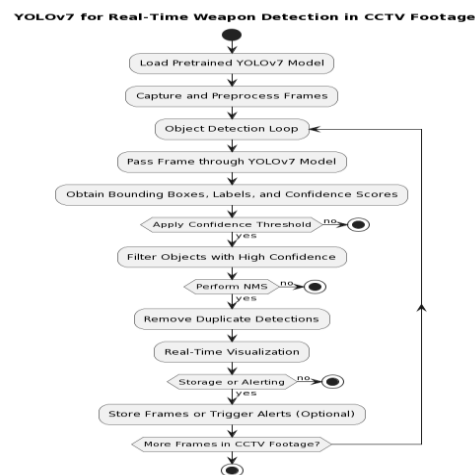 YOLOv7 for Real-Time Weapon Detection in CCTV Footage
Load Pretrained YOLOv7 Model
Capture and Preprocess Frames
Object Detection Loop
Pass Frame through YOLOv7 Model
Obtain Bounding Boxes, Labels, and Confidence Scores
Apply Confidence Threshold
no
yes
Filter Objects with High Confidence
Perform NMS
no
yes
Remove Duplicate Detections
Real-Time Visualization
Storage or Alerting
no
yes
Store Frames or Trigger Alerts (Optional)
More Frames in CCTV Footage?